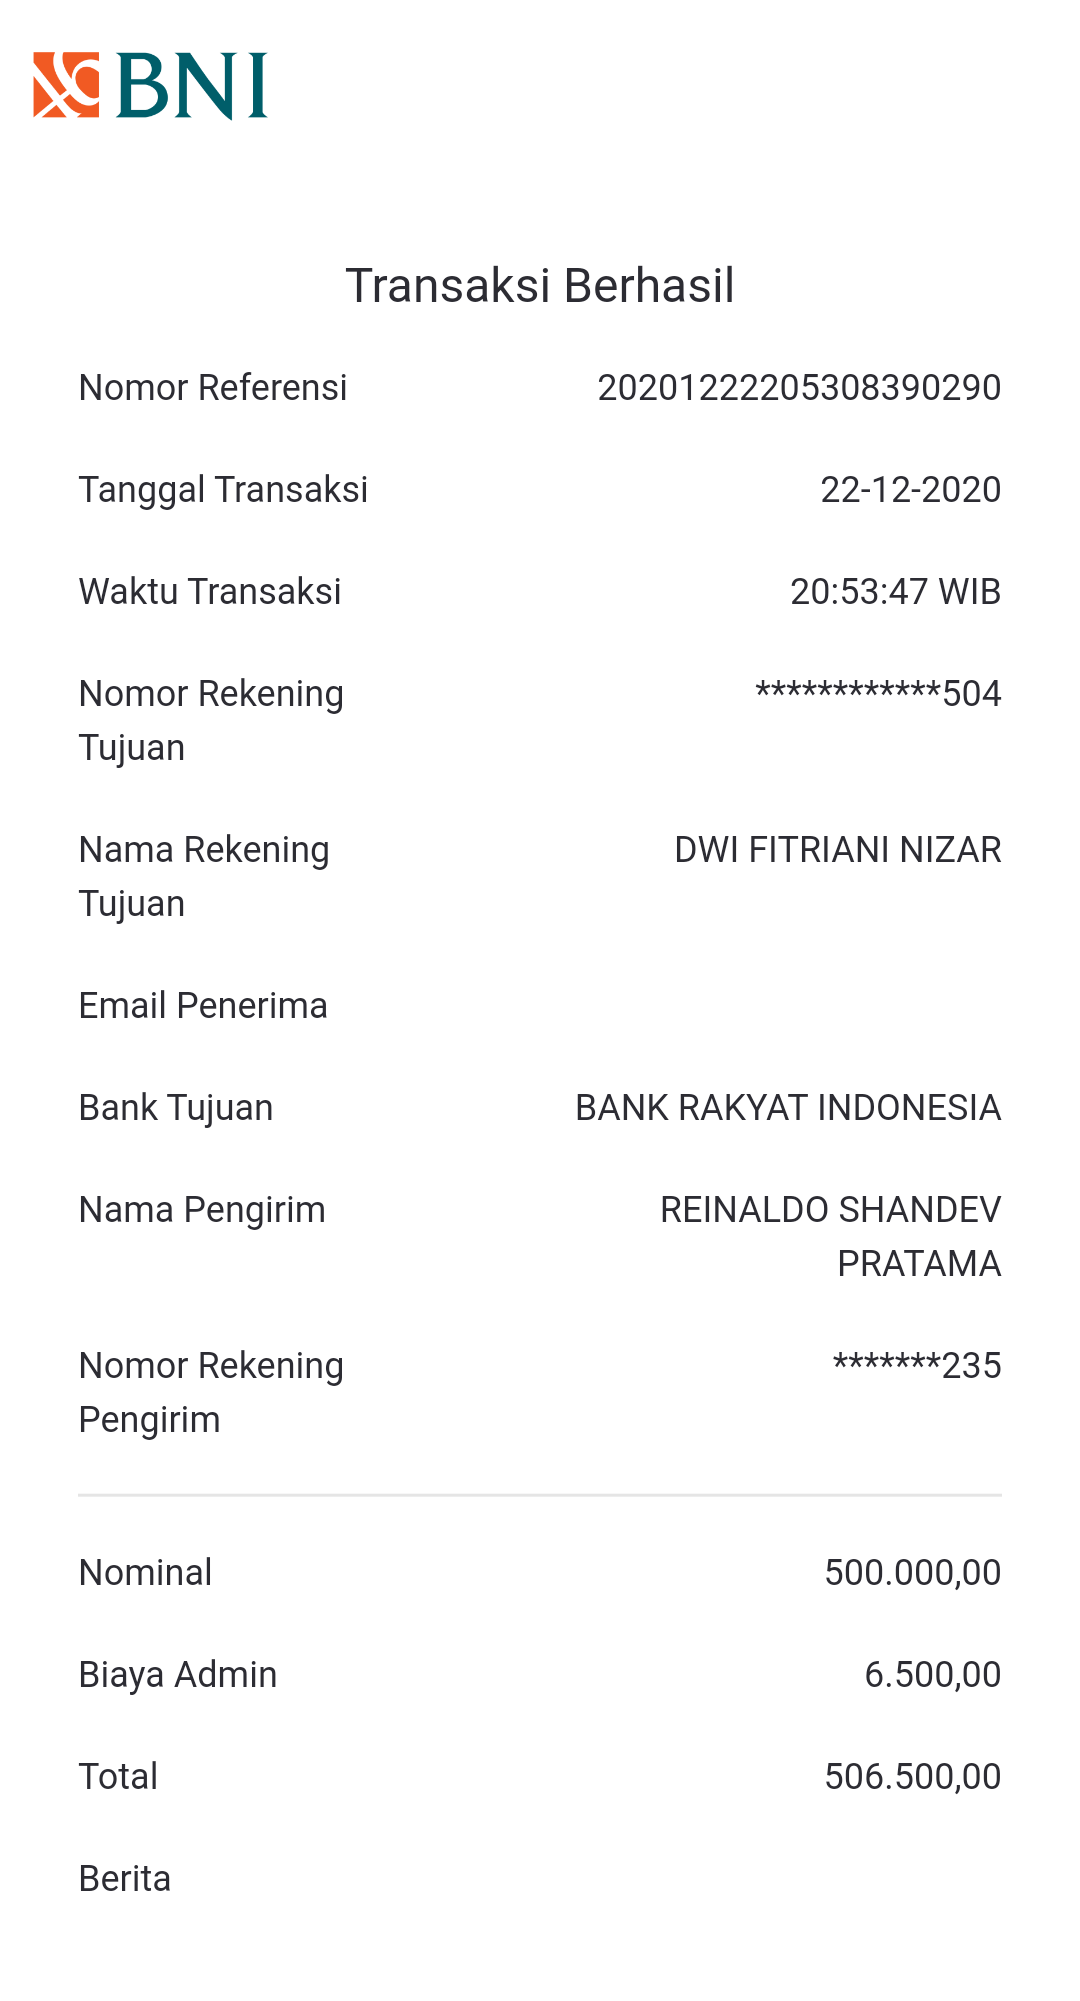 BNI
Transaksi Berhasil
Nomor Referensi 20201222205308390290
Tanggal Transaksi 22-12-2020
Waktu Transaksi 20:53:47 WIB
Nomor Rekening ************504
Tujuan
Nama Rekening DWI FITRIANI NIZAR
Tujuan
Email Penerima
Bank Tujuan BANK RAKYAT INDONESIA
Nama Pengirim REINALDO SHANDEV
PRATAMA
Nomor Rekening *******235
Pengirim
Nominal 500.000,00
Biaya Admin 6.500,00
Total 506.500,00
Berita